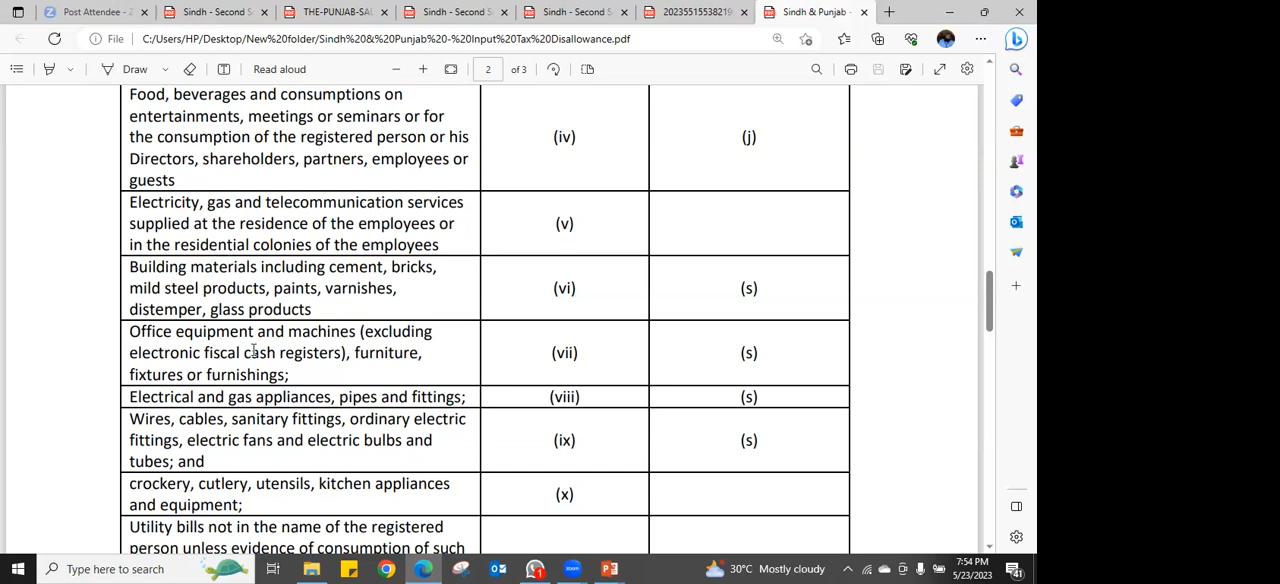 Post Attendee - Z
Sindh - Second S
THE-PUNJAB-SAL
Sindh - Second S
Sindh - Second S
20235515538219
Sindh & Punjab -
File
C:/Users/HP/Desktop/New%20folder/Sindh%20&%20Punjab%20-%20Input%20Tax%20Disallowance.pdf
Draw
Read aloud
2
of 3
Food, beverages and consumptions on
entertainments, meetings or seminars or for
the consumption of the registered person or his
Directors, shareholders, partners, employees or
guests
(iv)
(j)
Electricity, gas and telecommunication services
supplied at the residence of the employees or
in the residential colonies of the employees
(v)
Building materials including cement, bricks,
mild steel products, paints, varnishes,
distemper, glass products
(vi)
(s)
Office equipment and machines (excluding
electronic fiscal cash registers), furniture,
fixtures or furnishings;
(vii)
(s)
Electrical and gas appliances, pipes and fittings;
(viii)
(s)
Wires, cables, sanitary fittings, ordinary electric
fittings, electric fans and electric bulbs and
tubes; and
(ix)
(s)
crockery, cutlery, utensils, kitchen appliances
and equipment;
(x)
Utility bills not in the name of the registered
person unless evidence of consumption of such
Type here to search
zoom
30°C Mostly cloudy
7:54 PM
5/23/2023
41